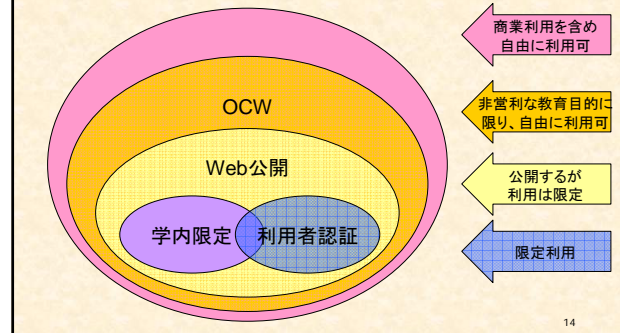 商業利用を含め
自由に利用可
OCW
非営利な教育目的に
限り、自由に利用可
Web公開
公開するが
利用は限定
学内限定
利用者認証
限定利用
14